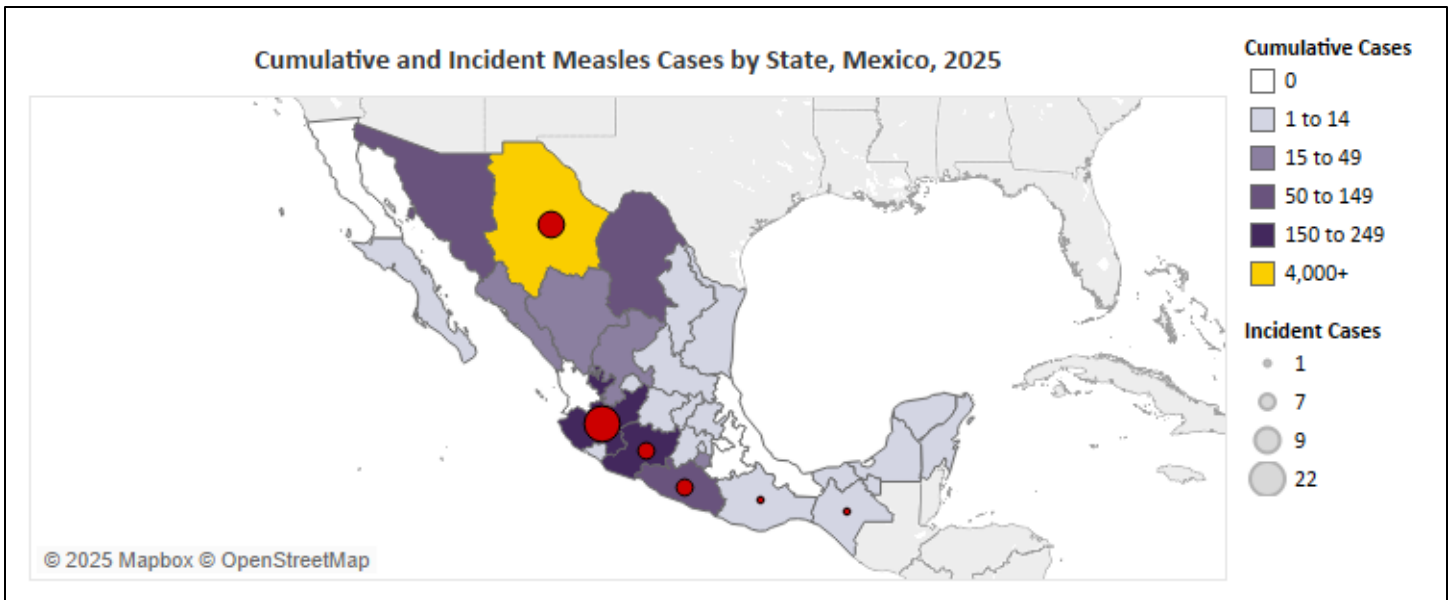 Cumulative and Incident Measles Cases by State, Mexico, 2025
Cumulative Cases
0
1 to 14
15 to 49
50 to 149
150 to 249
4,000+
Incident Cases
1
7
9
22
© 2025 Mapbox © OpenStreetMap